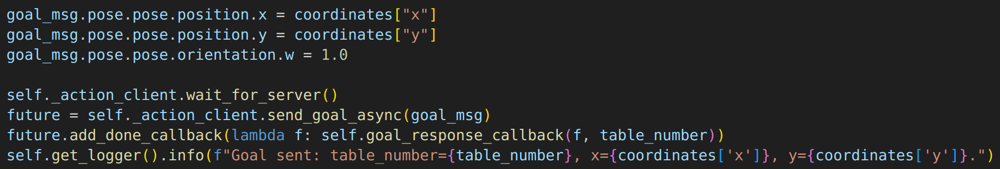 goal_msg.pose.pose.position.x = coordinates["x"]
goal_msg.pose.pose.position.y = coordinates["y"]
goal_msg.pose.pose.orientation.w = 1.0

self._action_client.wait_for_server()
future = self._action_client.send_goal_async(goal_msg)
future.add_done_callback(lambda f: self.goal_response_callback(f, table_number))
self.get_logger().info(f"Goal sent: table_number={table_number}, x={coordinates['x']}, y={coordinates['y']}.")